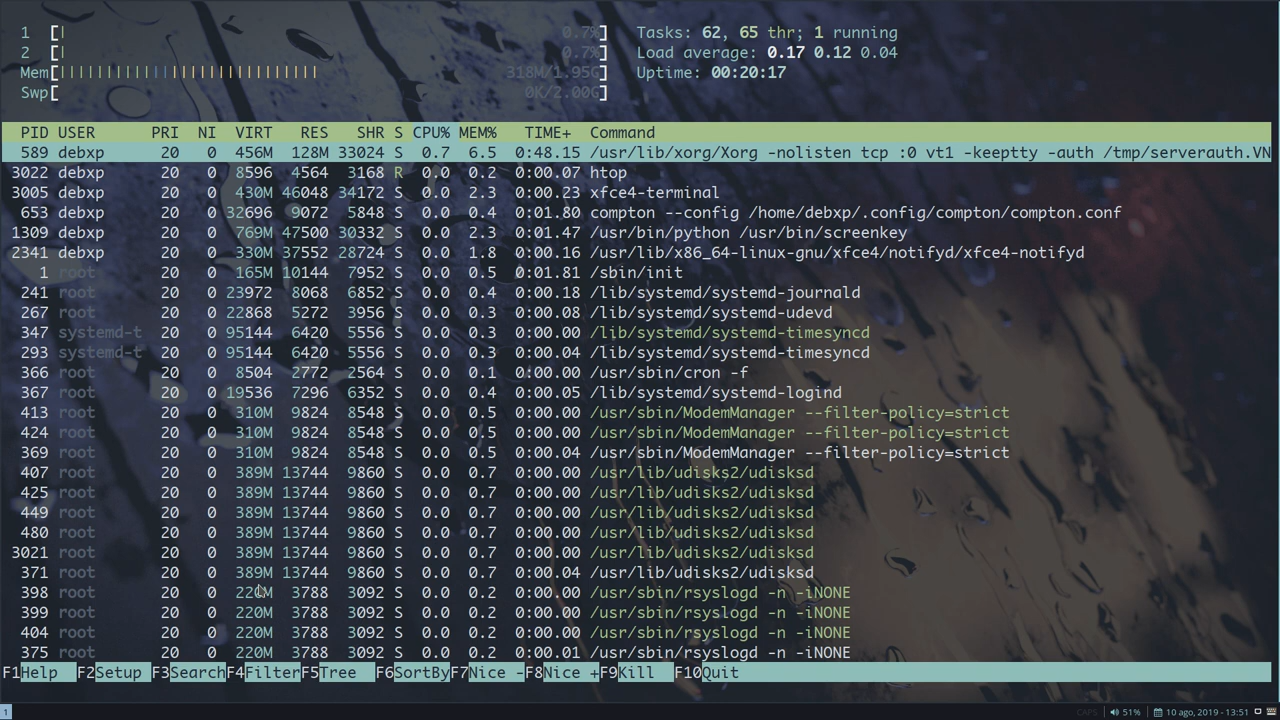 1 [| 0.7%] Tasks: 62, 65 thr; 1 running
2 [| 0.7%] Load average: 0.17 0.12 0.04
Mem[|||||||||||||||||||||||||||| 318M/1.95G] Uptime: 00:20:17
Swp[ 0K/2.00G]
PID USER PRI NI VIRT RES SHR S CPU% MEM% TIME+ Command
589 debxp 20 0 456M 128M 33024 S 0.7 6.5 0:48.15 /usr/lib/xorg/Xorg -nolisten tcp :0 vt1 -keeptty -auth /tmp/serverauth.VN
3022 debxp 20 0 8596 4564 3168 R 0.0 0.2 0:00.07 htop
3005 debxp 20 0 430M 46048 34172 S 0.0 2.3 0:00.23 xfce4-terminal
653 debxp 20 0 32696 9072 5848 S 0.0 0.4 0:01.80 compton --config /home/debxp/.config/compton/compton.conf
1309 debxp 20 0 769M 47500 30332 S 0.0 2.3 0:01.47 /usr/bin/python /usr/bin/screenkey
2341 debxp 20 0 330M 37552 28724 S 0.0 1.8 0:00.16 /usr/lib/x86_64-linux-gnu/xfce4/notifyd/xfce4-notifyd
1 root 20 0 165M 10144 7952 S 0.0 0.5 0:01.81 /sbin/init
241 root 20 0 23972 8068 6852 S 0.0 0.4 0:00.18 /lib/systemd/systemd-journald
267 root 20 0 22868 5272 3956 S 0.0 0.3 0:00.08 /lib/systemd/systemd-udevd
347 systemd-t 20 0 95144 6420 5556 S 0.0 0.3 0:00.00 /lib/systemd/systemd-timesyncd
293 systemd-t 20 0 95144 6420 5556 S 0.0 0.3 0:00.04 /lib/systemd/systemd-timesyncd
366 root 20 0 8504 2772 2564 S 0.0 0.1 0:00.00 /usr/sbin/cron -f
367 root 20 0 19536 7296 6352 S 0.0 0.4 0:00.05 /lib/systemd/systemd-logind
413 root 20 0 310M 9824 8548 S 0.0 0.5 0:00.00 /usr/sbin/ModemManager --filter-policy=strict
424 root 20 0 310M 9824 8548 S 0.0 0.5 0:00.00 /usr/sbin/ModemManager --filter-policy=strict
369 root 20 0 310M 9824 8548 S 0.0 0.5 0:00.04 /usr/sbin/ModemManager --filter-policy=strict
407 root 20 0 389M 13744 9860 S 0.0 0.7 0:00.00 /usr/lib/udisks2/udisksd
425 root 20 0 389M 13744 9860 S 0.0 0.7 0:00.00 /usr/lib/udisks2/udisksd
449 root 20 0 389M 13744 9860 S 0.0 0.7 0:00.00 /usr/lib/udisks2/udisksd
480 root 20 0 389M 13744 9860 S 0.0 0.7 0:00.00 /usr/lib/udisks2/udisksd
3021 root 20 0 389M 13744 9860 S 0.0 0.7 0:00.00 /usr/lib/udisks2/udisksd
371 root 20 0 389M 13744 9860 S 0.0 0.7 0:00.04 /usr/lib/udisks2/udisksd
398 root 20 0 220M 3788 3092 S 0.0 0.2 0:00.00 /usr/sbin/rsyslogd -n -iNONE
399 root 20 0 220M 3788 3092 S 0.0 0.2 0:00.00 /usr/sbin/rsyslogd -n -iNONE
404 root 20 0 220M 3788 3092 S 0.0 0.2 0:00.00 /usr/sbin/rsyslogd -n -iNONE
375 root 20 0 220M 3788 3092 S 0.0 0.2 0:00.01 /usr/sbin/rsyslogd -n -iNONE
F1Help F2Setup F3SearchF4FilterF5Tree F6SortByF7Nice -F8Nice +F9Kill F10Quit
1 CAPS 51% 10 ago, 2019 - 13:51